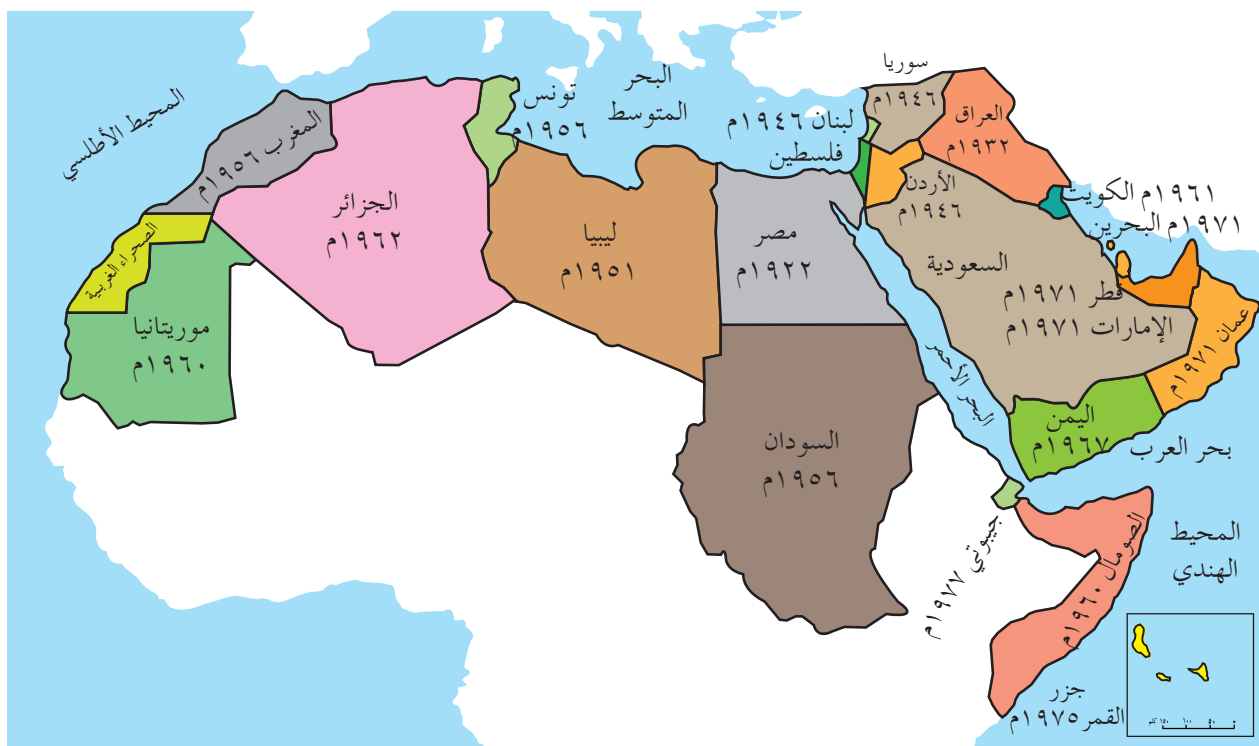 سوريا
١٩٤٦م
العراق
١٩٣٢م
البحر
المتوسط
تونس
١٩٥٦م
المحيط الأطلسي
المغرب ١٩٥٦م
لبنان ١٩٤٦م
فلسطين
الأردن
١٩٤٦م
١٩٦١م الكويت
١٩٧١م البحرين
الجزائر
١٩٦٢م
ليبيا
١٩٥١م
مصر
١٩٢٢م
السعودية
قطر ١٩٧١م
الإمارات ١٩٧١م
عمان ١٩٧١م
الصحراء الغربية
موريتانيا
١٩٦٠م
البحر الأحمر
اليمن
١٩٦٧م
بحر العرب
السودان
١٩٥٦م
جيبوتي ١٩٧٧م
الصومال ١٩٦٠م
المحيط
الهندي
جزر
القمر ١٩٧٥م